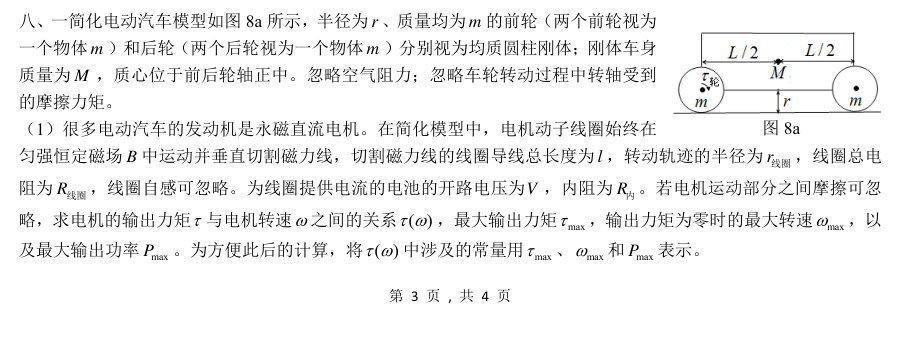 八、一简化电动汽车模型如图 8a 所示，半径为 r 、质量均为 m 的前轮（两个前轮视为
一个物体 m ）和后轮（两个后轮视为一个物体 m ）分别视为均质圆柱刚体；刚体车身
质量为 M ，质心位于前后轮轴正中。忽略空气阻力；忽略车轮转动过程中转轴受到
的摩擦力矩。
L / 2
L / 2
M
τ轮
m
r
m
图 8a
（1）很多电动汽车的发动机是永磁直流电机。在简化模型中，电机动子线圈始终在
匀强恒定磁场 B 中运动并垂直切割磁力线，切割磁力线的线圈导线总长度为 l ，转动轨迹的半径为 r线圈 ，线圈总电
阻为 R线圈 ，线圈自感可忽略。为线圈提供电流的电池的开路电压为V ，内阻为 R内 。若电机运动部分之间摩擦可忽
略，求电机的输出力矩 τ 与电机转速 ω 之间的关系 τ(ω) ，最大输出力矩 τmax ，输出力矩为零时的最大转速 ωmax ，以
及最大输出功率 Pmax 。为方便此后的计算，将 τ(ω) 中涉及的常量用 τmax 、 ωmax 和 Pmax 表示。
第 3 页 , 共 4 页